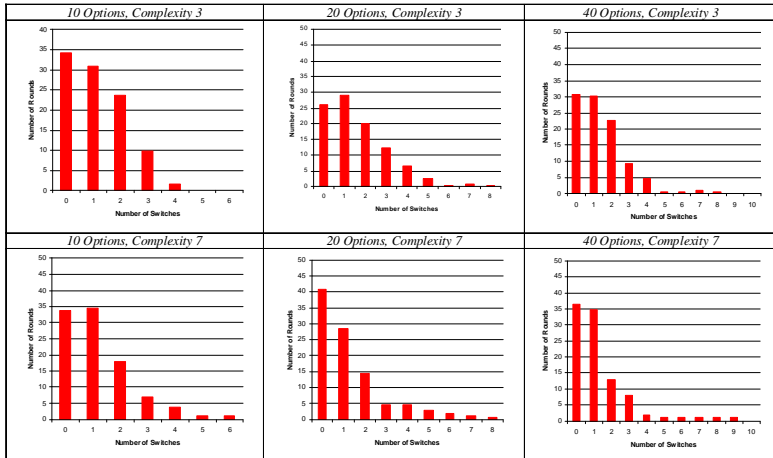 10 Options, Complexity 3
Number of Rounds
40
35
30
25
20
15
10
5
0
0 1 2 3 4 5 6
Number of Switches
20 Options, Complexity 3
Number of Rounds
50
45
40
35
30
25
20
15
10
5
0
0 1 2 3 4 5 6 7 8
Number of Switches
40 Options, Complexity 3
Number of Rounds
50
45
40
35
30
25
20
15
10
5
0
0 1 2 3 4 5 6 7 8 9 10
Number of Switches
10 Options, Complexity 7
Number of Rounds
50
45
40
35
30
25
20
15
10
5
0
0 1 2 3 4 5 6
Number of Switches
20 Options, Complexity 7
Number of Rounds
50
45
40
35
30
25
20
15
10
5
0
0 1 2 3 4 5 6 7 8
Number of Switches
40 Options, Complexity 7
Number of Rounds
50
45
40
35
30
25
20
15
10
5
0
0 1 2 3 4 5 6 7 8 9 10
Number of Switches